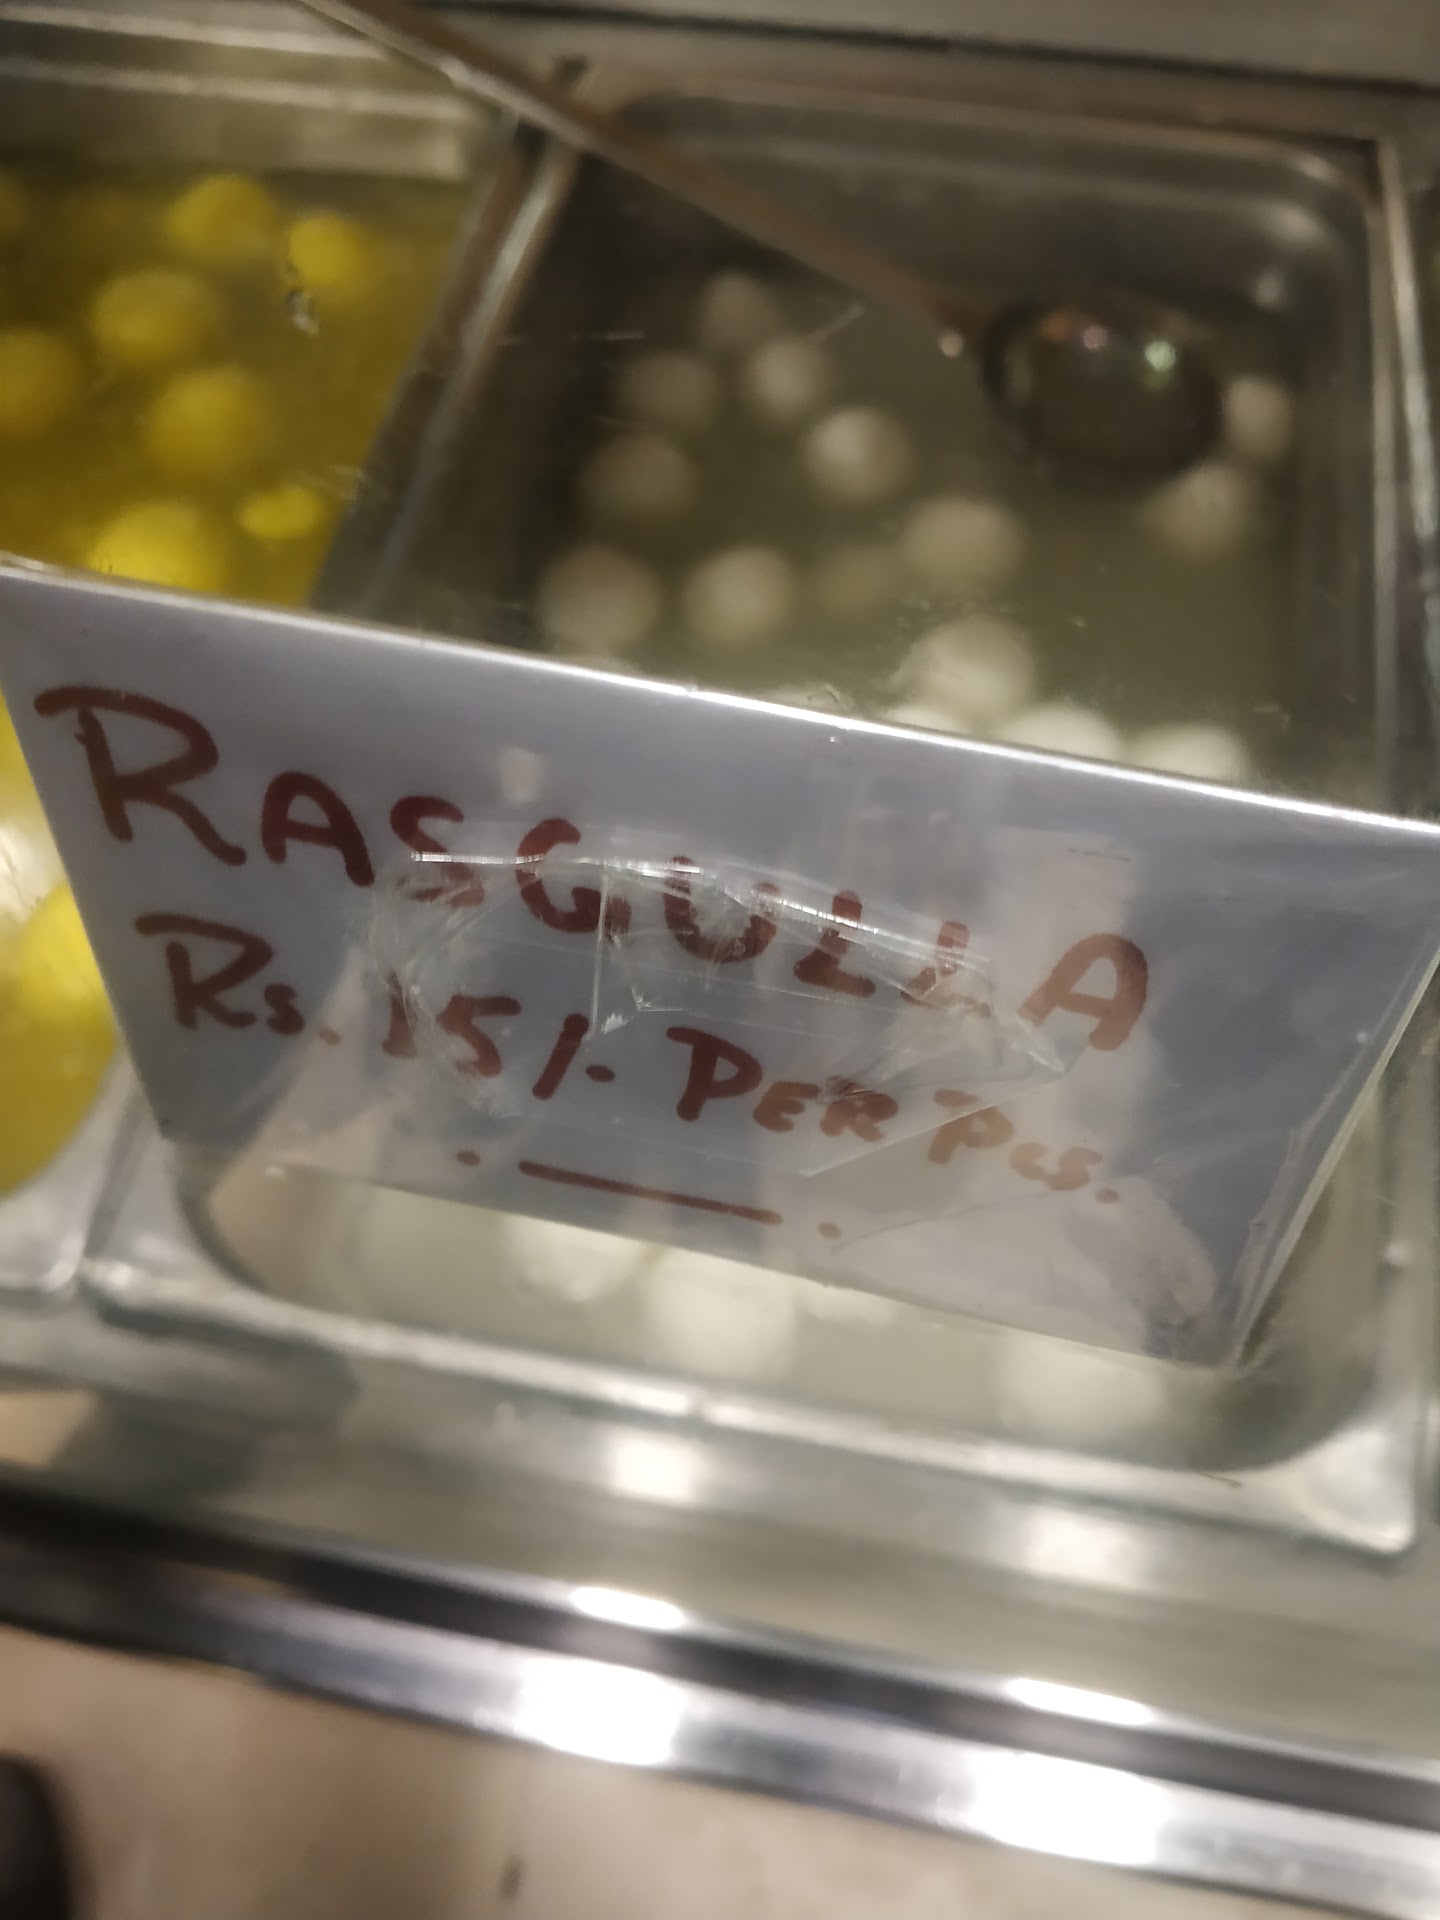 RASGULLA
Rs. 15/- PER PCS.